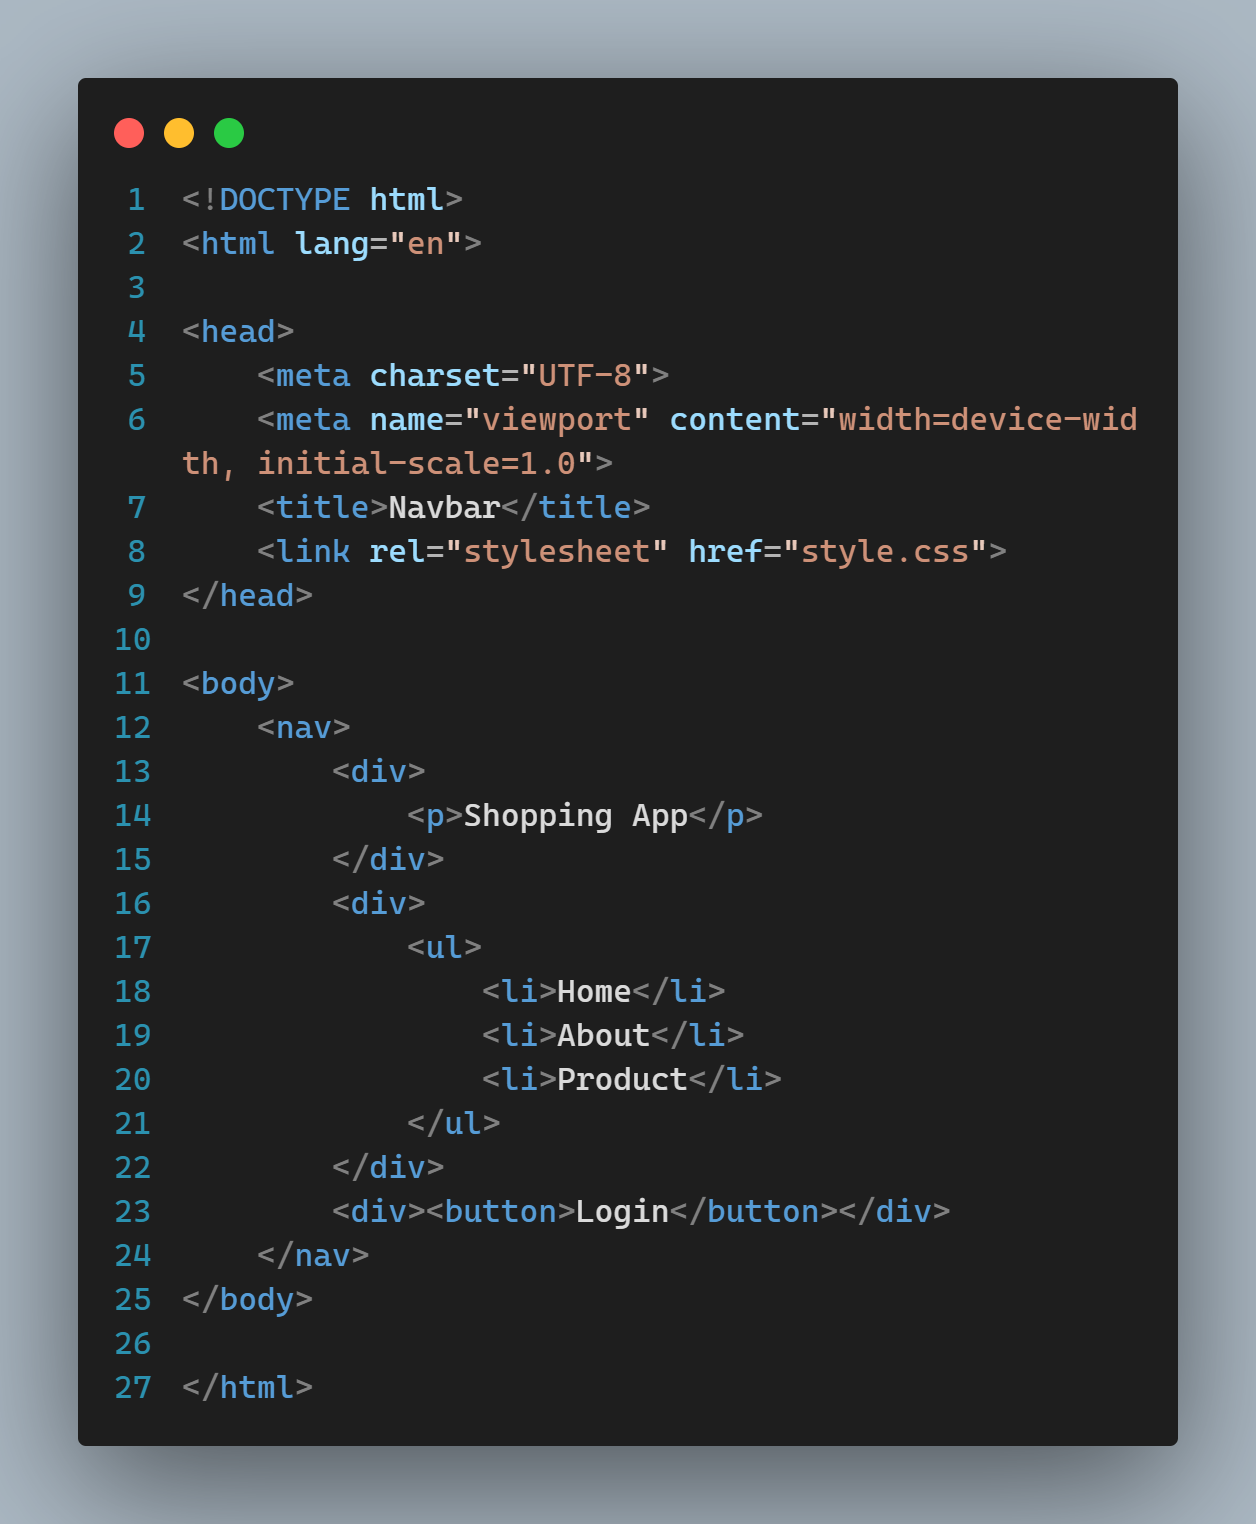 1 <!DOCTYPE html>
2 <html lang="en">
3
4 <head>
5     <meta charset="UTF-8">
6     <meta name="viewport" content="width=device-wid
th, initial-scale=1.0">
7     <title>Navbar</title>
8     <link rel="stylesheet" href="style.css">
9 </head>
10
11 <body>
12     <nav>
13         <div>
14             <p>Shopping App</p>
15         </div>
16         <div>
17             <ul>
18                 <li>Home</li>
19                 <li>About</li>
20                 <li>Product</li>
21             </ul>
22         </div>
23         <div><button>Login</button></div>
24     </nav>
25 </body>
26
27 </html>